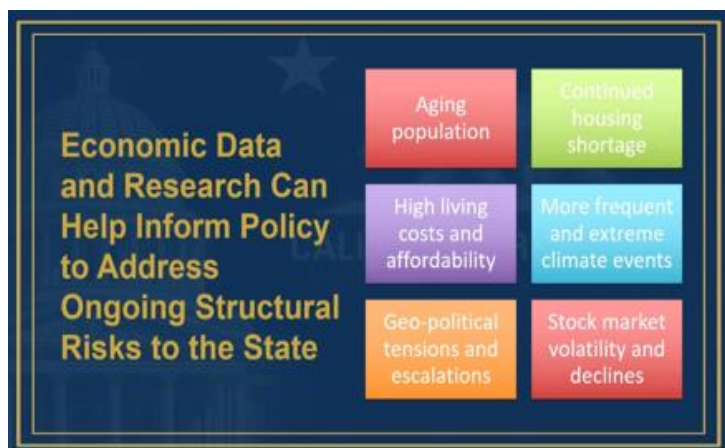 Economic Data
and Research Can
Help Inform Policy
to Address
Ongoing Structural
Risks to the State
Aging
population
Continued
housing
shortage
High living
costs and
affordability
More frequent
and extreme
climate events
Geo-political
tensions and
escalations
Stock market
volatility and
declines